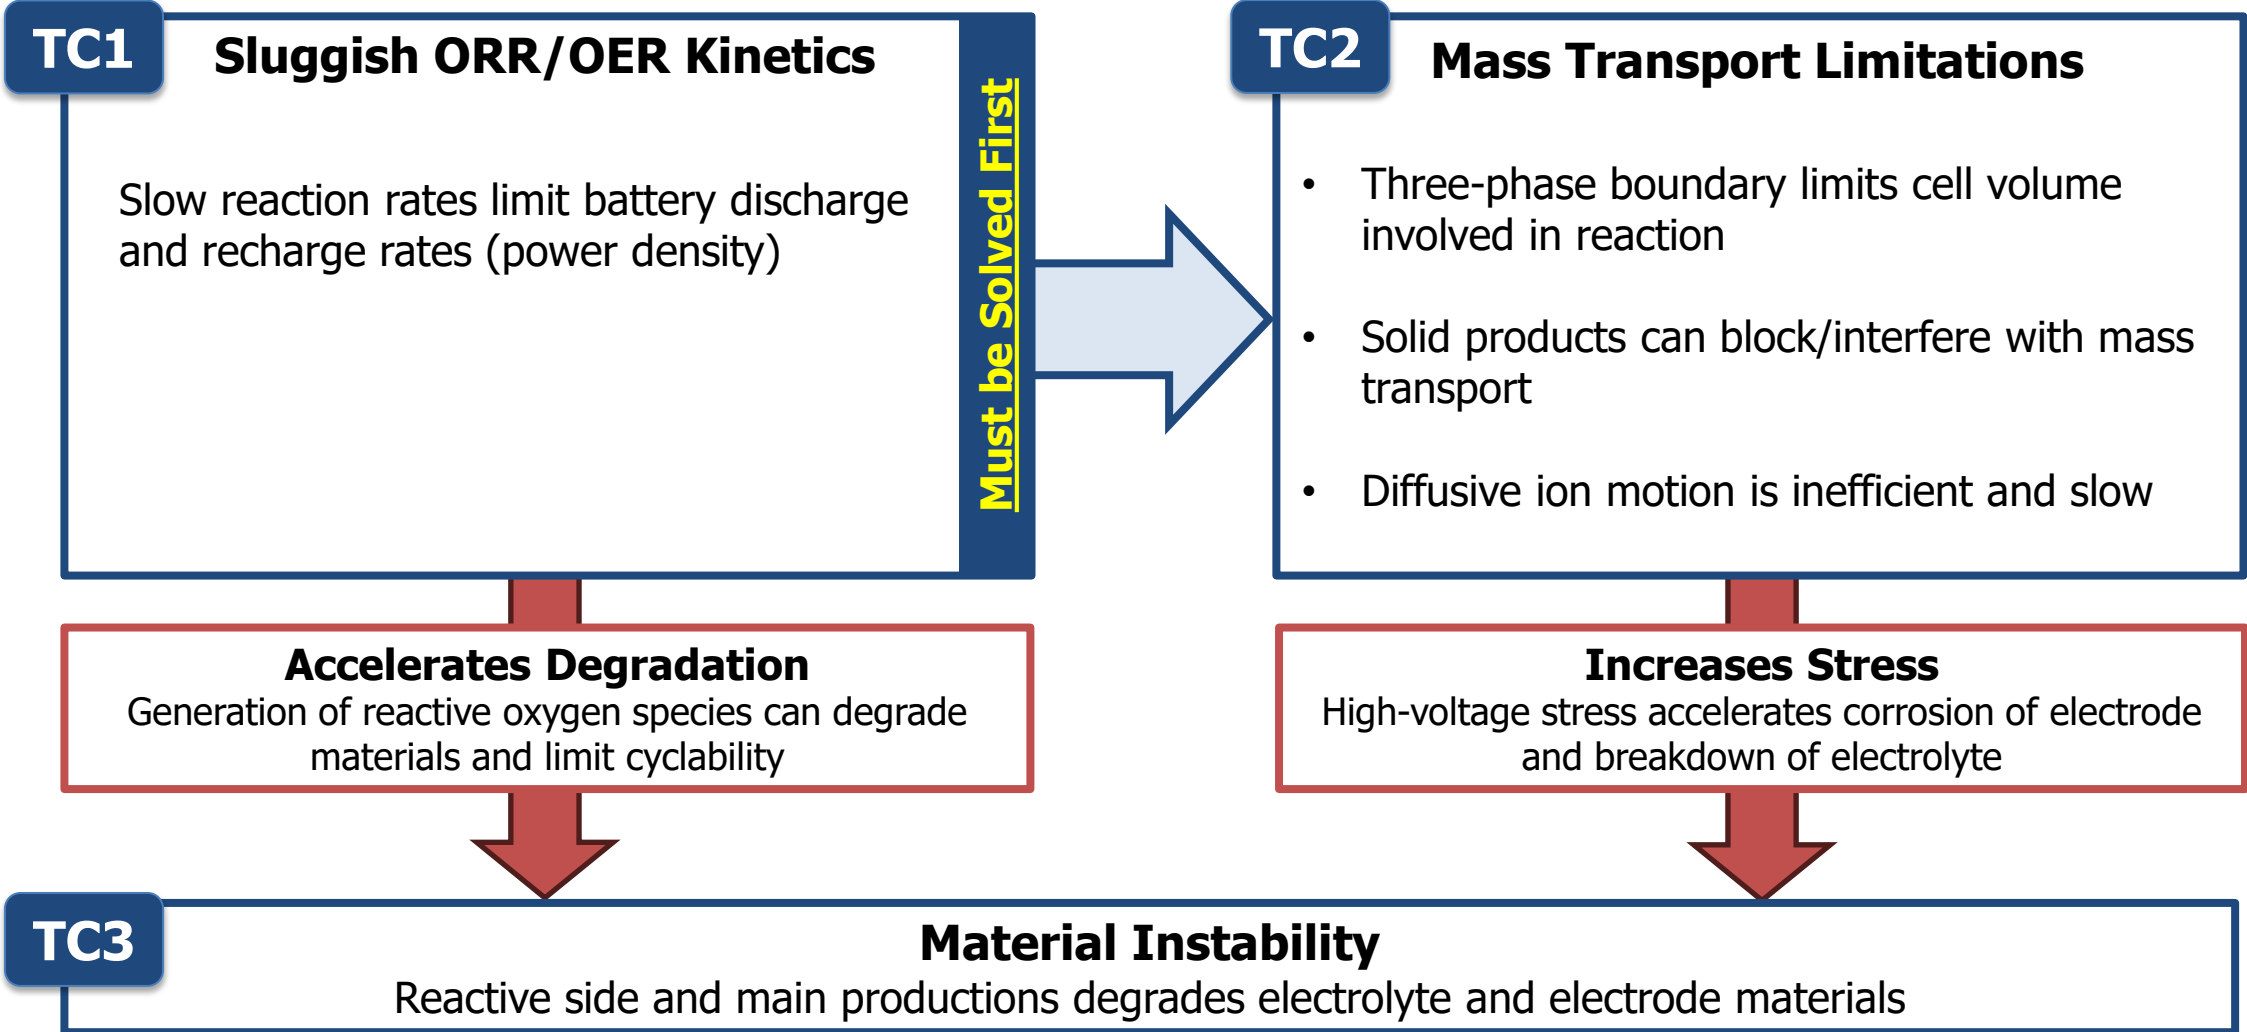 TC1
Sluggish ORR/OER Kinetics
Slow reaction rates limit battery discharge
and recharge rates (power density)
Must be Solved First
TC2
Mass Transport Limitations
• Three-phase boundary limits cell volume
involved in reaction
• Solid products can block/interfere with mass
transport
• Diffusive ion motion is inefficient and slow
Accelerates Degradation
Generation of reactive oxygen species can degrade
materials and limit cyclability
Increases Stress
High-voltage stress accelerates corrosion of electrode
and breakdown of electrolyte
TC3
Material Instability
Reactive side and main productions degrades electrolyte and electrode materials